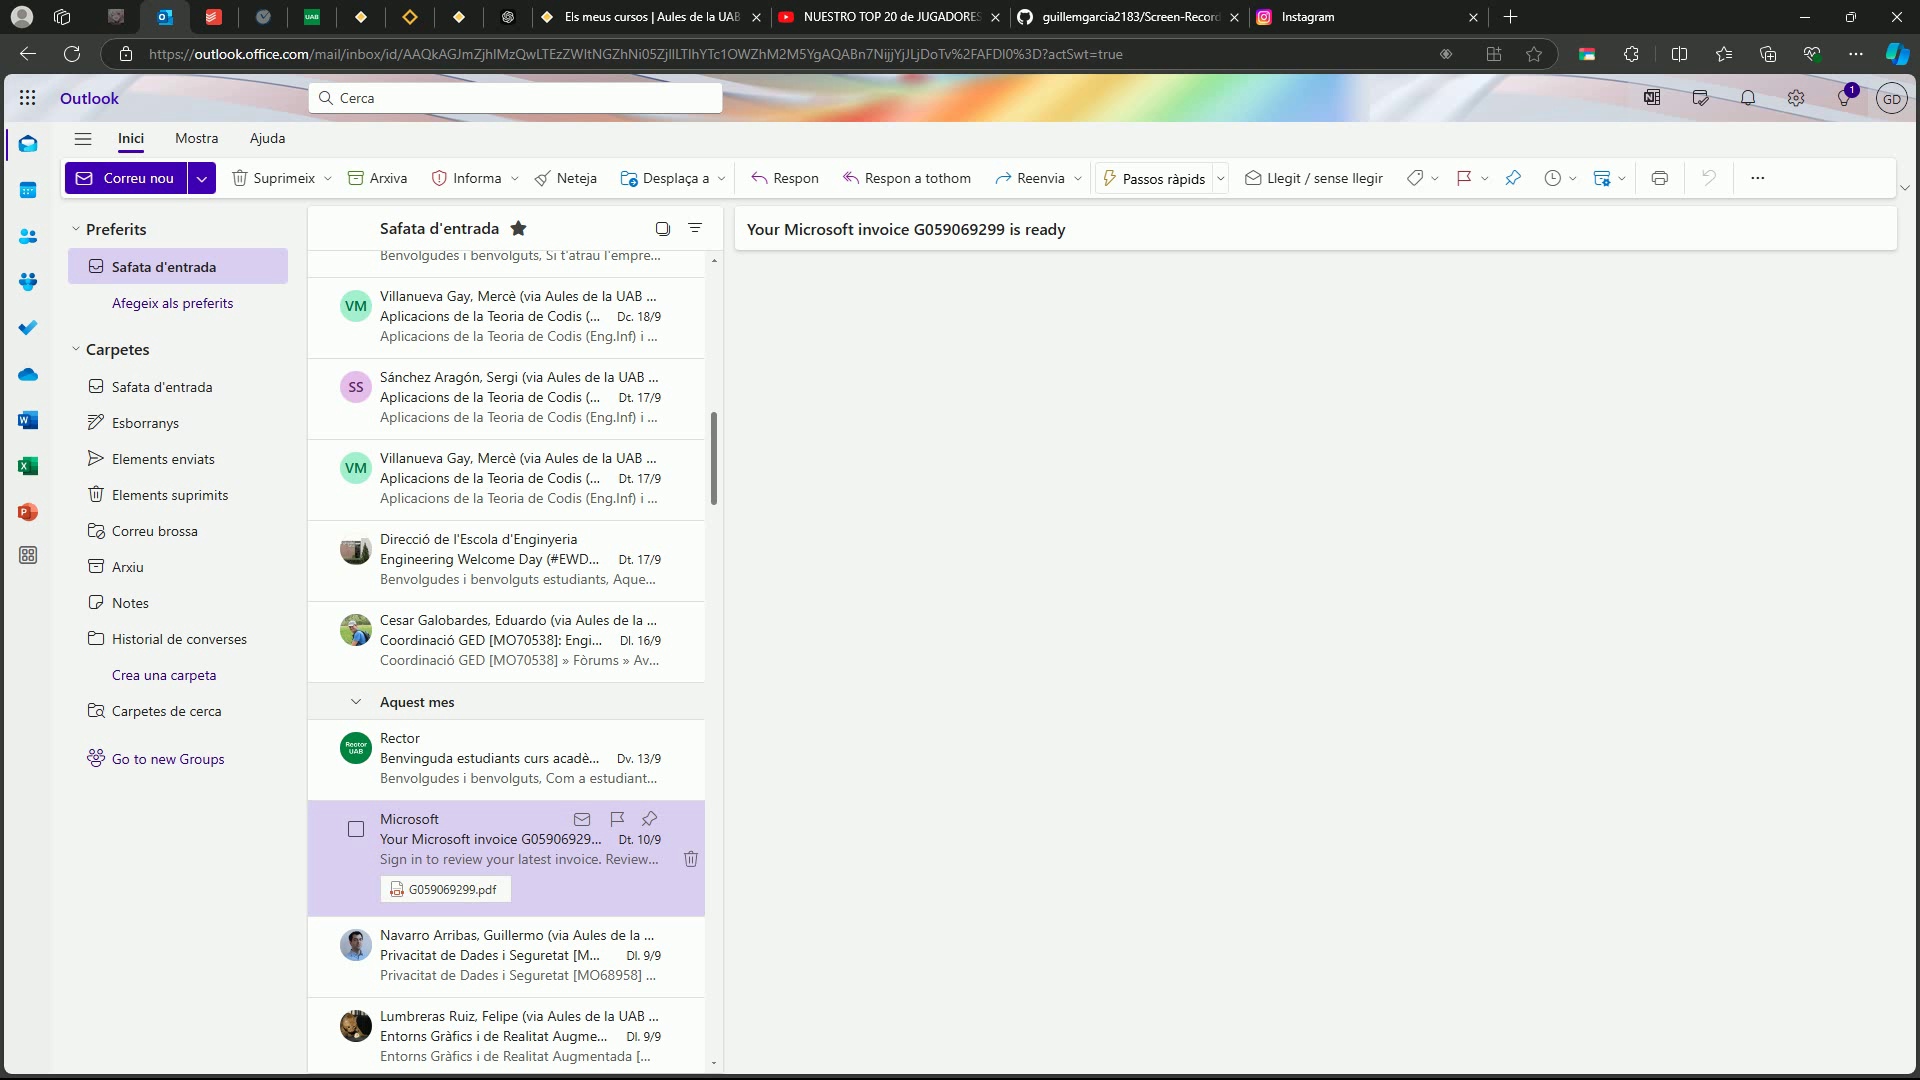 Els meus cursos | Aules de la UAB
NUESTRO TOP 20 de JUGADORES
guillemgarcia2183/Screen-Record
Instagram
Outlook
Cerca
1
GD
Inici
Mostra
Ajuda
Correu nou
Suprimeix
Arxiva
Informa
Neteja
Desplaça a
Respon
Respon a tothom
Reenvia
Passos ràpids
Llegit / sense llegir
Preferits
Safata d'entrada
Afegeix als preferits
Carpetes
Safata d'entrada
Esborranys
Elements enviats
Elements suprimits
Correu brossa
Arxiu
Notes
Historial de converses
Crea una carpeta
Carpetes de cerca
Go to new Groups
Safata d'entrada
Benvolgudes i benvolguts, Si t'atrau l'empre...
VM
Villanueva Gay, Mercè (via Aules de la UAB ...
Aplicacions de la Teoria de Codis (... Dc. 18/9
Aplicacions de la Teoria de Codis (Eng.Inf) i ...
SS
Sánchez Aragón, Sergi (via Aules de la UAB ...
Aplicacions de la Teoria de Codis (... Dt. 17/9
Aplicacions de la Teoria de Codis (Eng.Inf) i ...
VM
Villanueva Gay, Mercè (via Aules de la UAB ...
Aplicacions de la Teoria de Codis (... Dt. 17/9
Aplicacions de la Teoria de Codis (Eng.Inf) i ...
Direcció de l'Escola d'Enginyeria
Engineering Welcome Day (#EWD... Dt. 17/9
Benvolgudes i benvolguts estudiants, Aque...
Cesar Galobardes, Eduardo (via Aules de la ...
Coordinació GED [MO70538]: Engi... Dl. 16/9
Coordinació GED [MO70538] » Fòrums » Av...
Aquest mes
Rector UAB
Rector
Benvinguda estudiants curs acadè... Dv. 13/9
Benvolgudes i benvolguts, Com a estudiant...
Microsoft
Your Microsoft invoice G05906929... Dt. 10/9
Sign in to review your latest invoice. Review...
G059069299.pdf
Navarro Arribas, Guillermo (via Aules de la ...
Privacitat de Dades i Seguretat [M... Dl. 9/9
Privacitat de Dades i Seguretat [MO68958] ...
Lumbreras Ruiz, Felipe (via Aules de la UAB ...
Entorns Gràfics i de Realitat Augme... Dl. 9/9
Entorns Gràfics i de Realitat Augmentada [...
Your Microsoft invoice G059069299 is ready